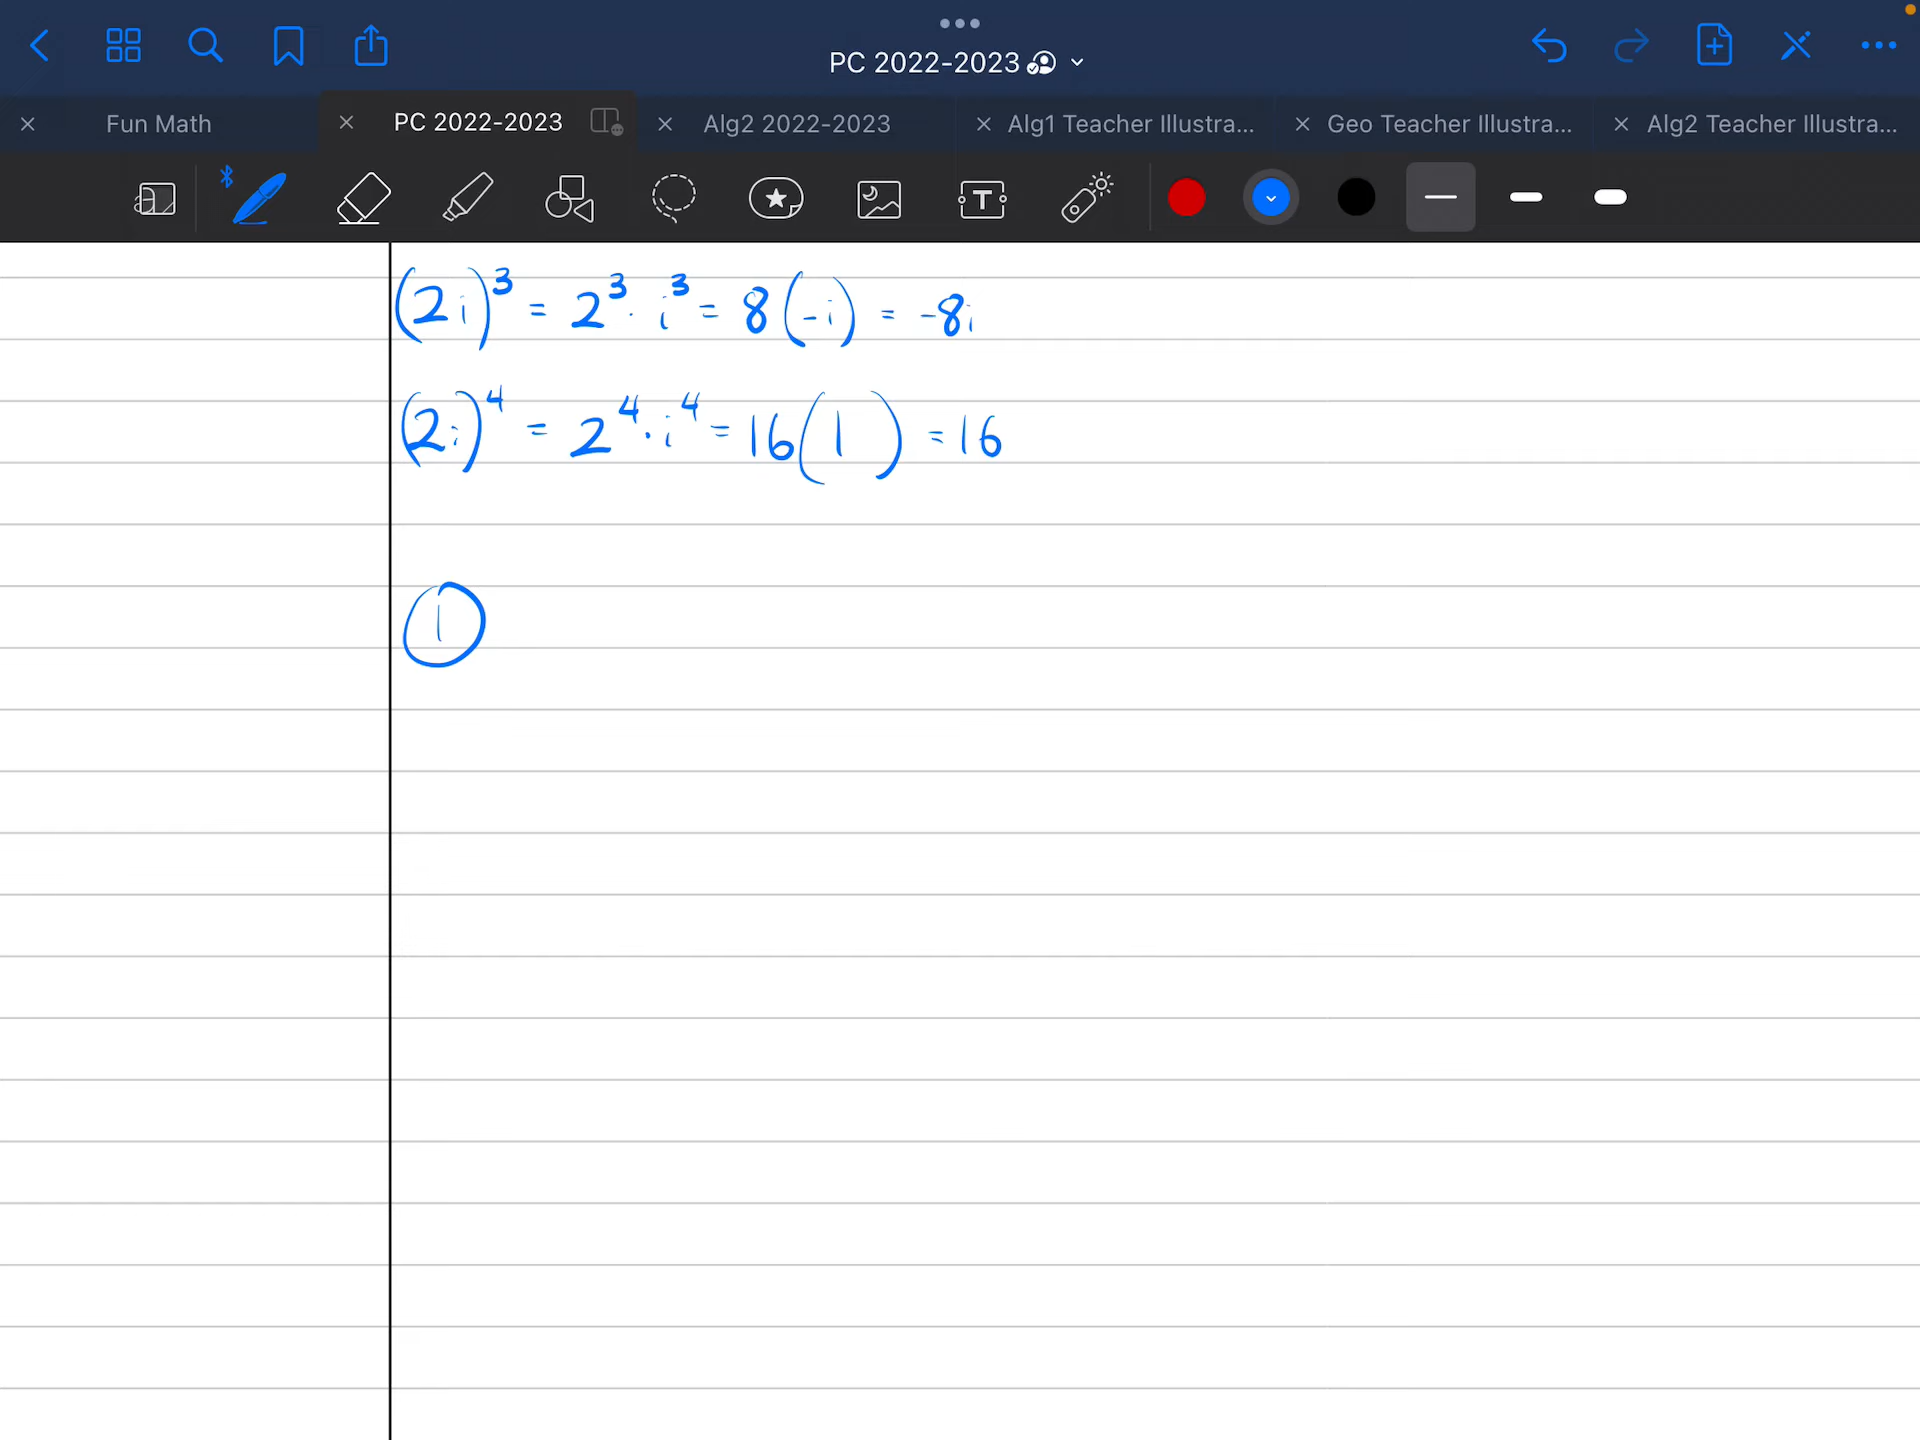 PC 2022-2023
Fun Math
PC 2022-2023
Alg2 2022-2023
Alg1 Teacher Illustra...
Geo Teacher Illustra...
Alg2 Teacher Illustra...
(2i)³ = 2³ · i³ = 8(-i) = -8i
(2i)⁴ = 2⁴ · i⁴ = 16(1) = 16
①